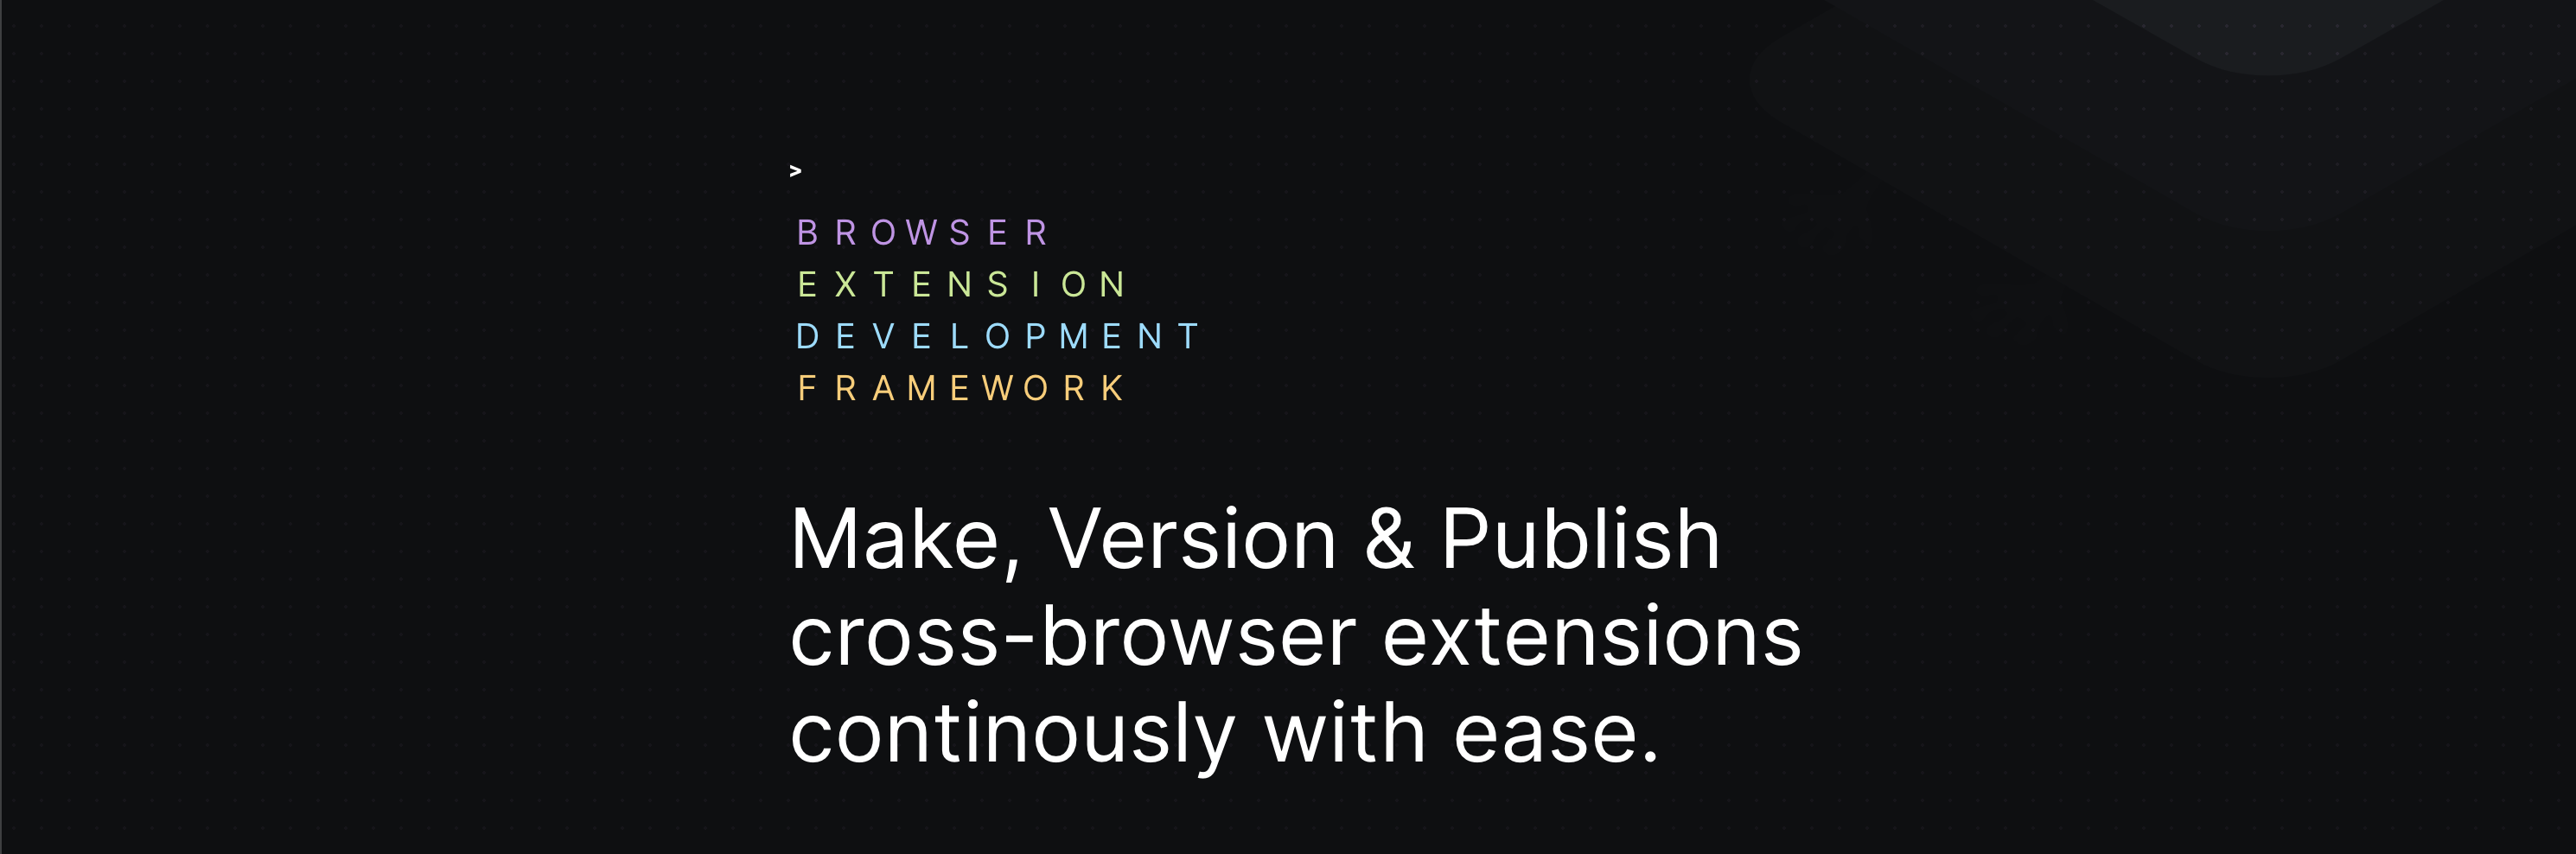 >
BROWSER
EXTENSION
DEVELOPMENT
FRAMEWORK
Make, Version & Publish
cross-browser extensions
continously with ease.